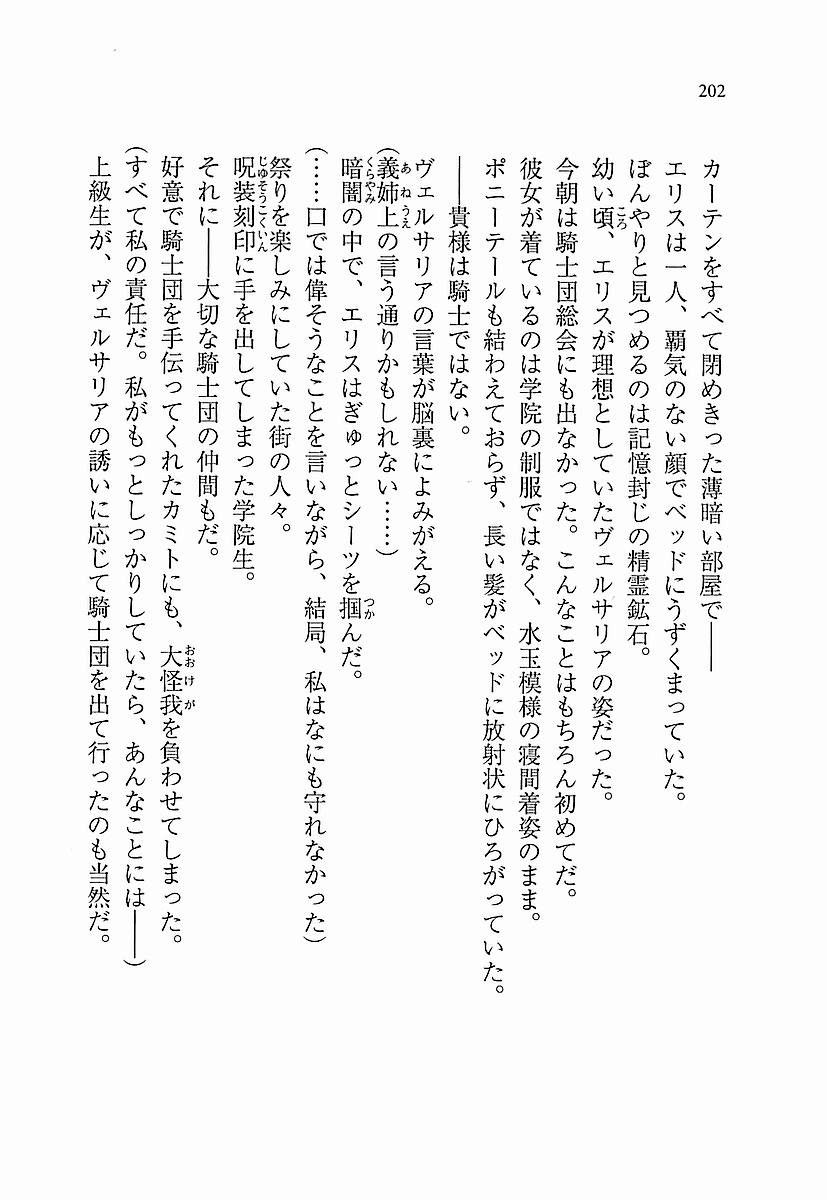 202
カーテンをすべて閉めきった薄暗い部屋で――
エリスは一人、覇気のない顔でベッドにうずくまっていた。
ぼんやりと見つめるのは記憶封じの精霊鉱石。
幼い頃、エリスが理想としていたヴェルサリアの姿だった。
今朝は騎士団総会にも出なかった。こんなことはもちろん初めてだ。
彼女が着ているのは学院の制服ではなく、水玉模様の寝間着姿のまま。
ポニーテールも結わえておらず、長い髪がベッドに放射状にひろがっていた。
――貴様は騎士ではない。
ヴェルサリアの言葉が脳裏によみがえる。
(義姉上の言う通りかもしれない……)
暗闇の中で、エリスはぎゅっとシーツを掴んだ。
(……口では偉そうなことを言いながら、結局、私はなにも守れなかった)
祭りを楽しみにしていた街の人々。
呪装刻印に手を出してしまった学院生。
それに――大切な騎士団の仲間もだ。
好意で騎士団を手伝ってくれたカミトにも、大怪我を負わせてしまった。
(すべて私の責任だ。私がもっとしっかりしていたら、あんなことには――)
上級生が、ヴェルサリアの誘いに応じて騎士団を出て行ったのも当然だ。